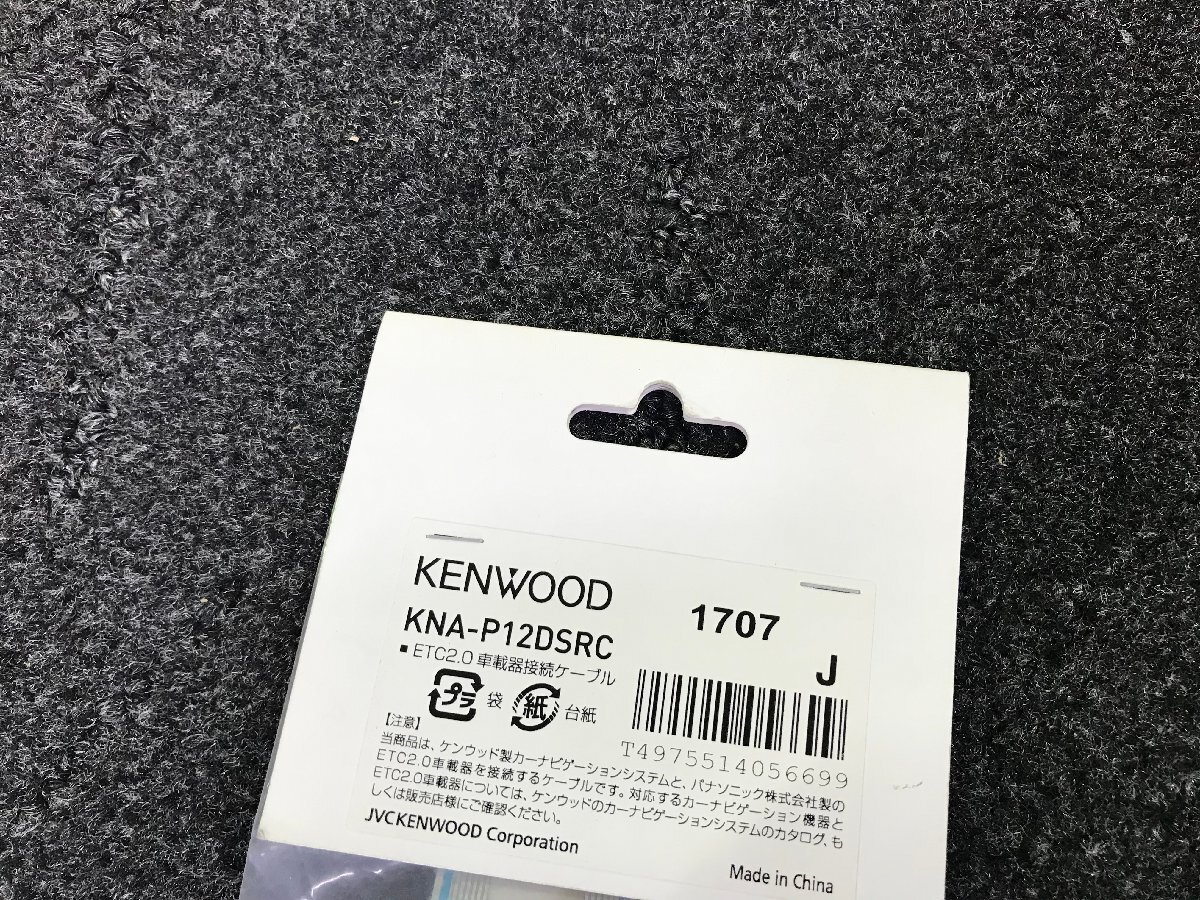 KENWOOD
1707
KNA-P12DSRC
J
■ ETC2.0 車載器接続ケーブル
プラ 袋 紙 台紙
T4975514056699
【注意】
当商品は、ケンウッド製カーナビゲーションシステムと、パナソニック株式会社製の
ETC2.0車載器を接続するケーブルです。対応するカーナビゲーション機器と
ETC2.0車載器については、ケンウッドのカーナビゲーションシステムのカタログ、も
しくは販売店様にご確認ください。
JVCKENWOOD Corporation
Made in China